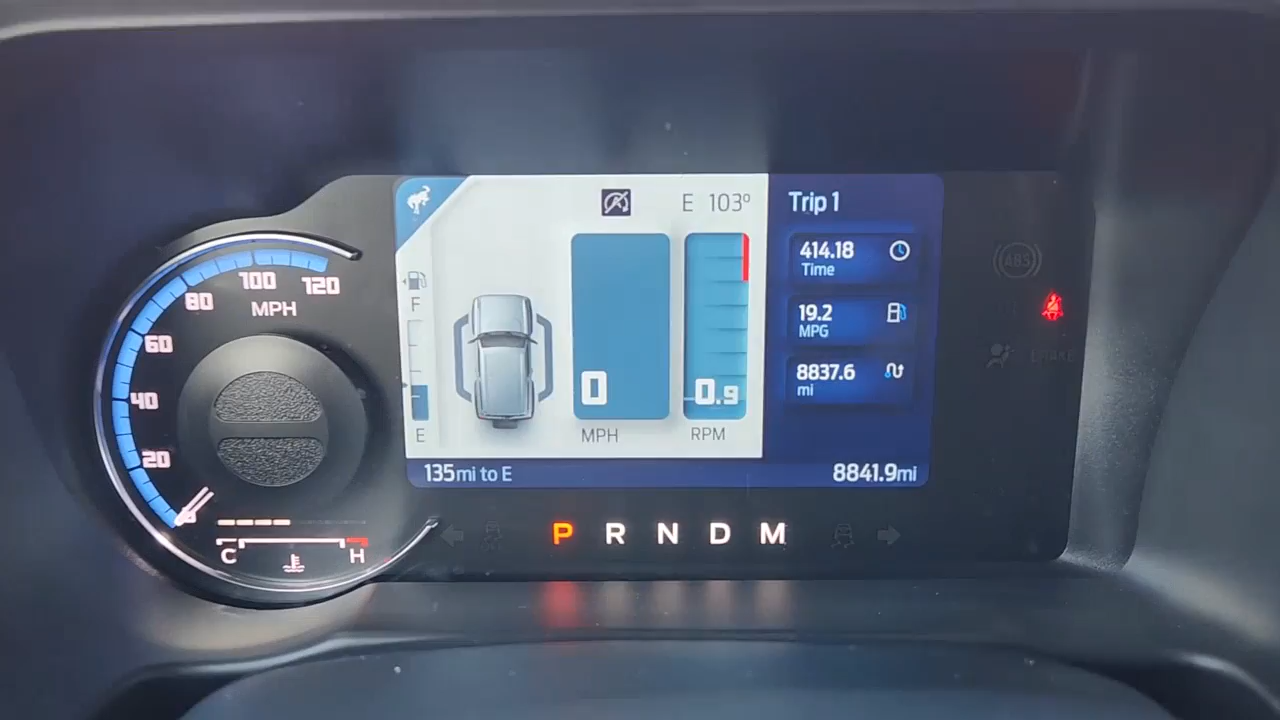 E 103°
Trip 1
414.18
Time
100
120
80
MPH
F
ABS
19.2
MPG
60
BRAKE
8837.6
mi
40
0
0.9
E
MPH
RPM
20
135mi to E
8841.9mi
P R N D M
C
H